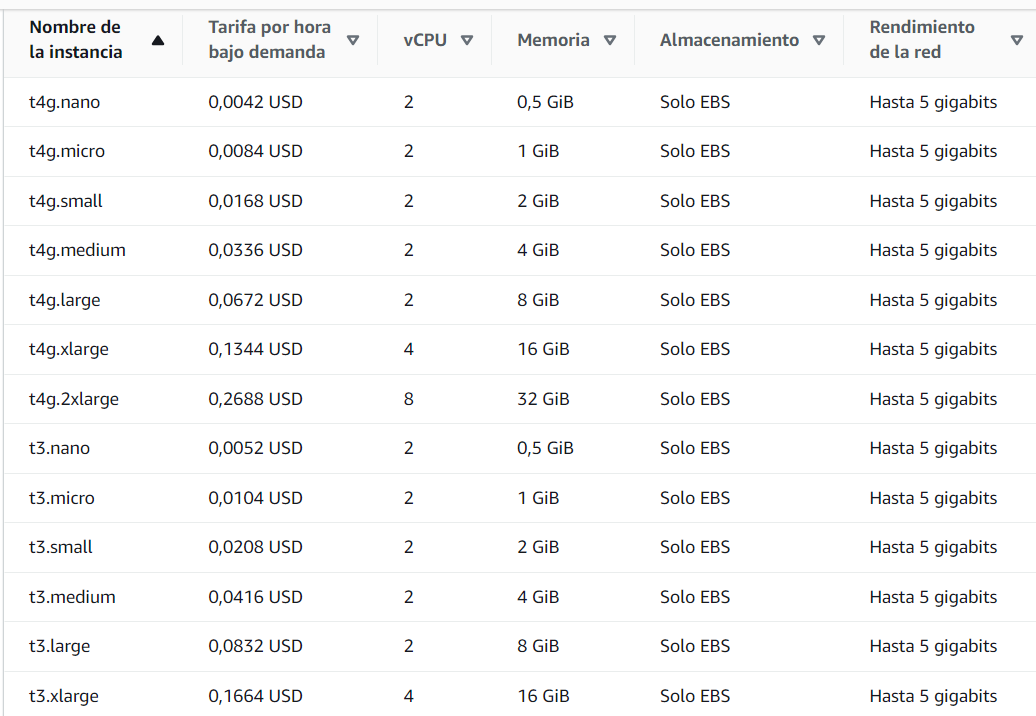 Nombre de la instancia Tarifa por hora bajo demanda vCPU Memoria Almacenamiento Rendimiento de la red
t4g.nano 0,0042 USD 2 0,5 GiB Solo EBS Hasta 5 gigabits
t4g.micro 0,0084 USD 2 1 GiB Solo EBS Hasta 5 gigabits
t4g.small 0,0168 USD 2 2 GiB Solo EBS Hasta 5 gigabits
t4g.medium 0,0336 USD 2 4 GiB Solo EBS Hasta 5 gigabits
t4g.large 0,0672 USD 2 8 GiB Solo EBS Hasta 5 gigabits
t4g.xlarge 0,1344 USD 4 16 GiB Solo EBS Hasta 5 gigabits
t4g.2xlarge 0,2688 USD 8 32 GiB Solo EBS Hasta 5 gigabits
t3.nano 0,0052 USD 2 0,5 GiB Solo EBS Hasta 5 gigabits
t3.micro 0,0104 USD 2 1 GiB Solo EBS Hasta 5 gigabits
t3.small 0,0208 USD 2 2 GiB Solo EBS Hasta 5 gigabits
t3.medium 0,0416 USD 2 4 GiB Solo EBS Hasta 5 gigabits
t3.large 0,0832 USD 2 8 GiB Solo EBS Hasta 5 gigabits
t3.xlarge 0,1664 USD 4 16 GiB Solo EBS Hasta 5 gigabits